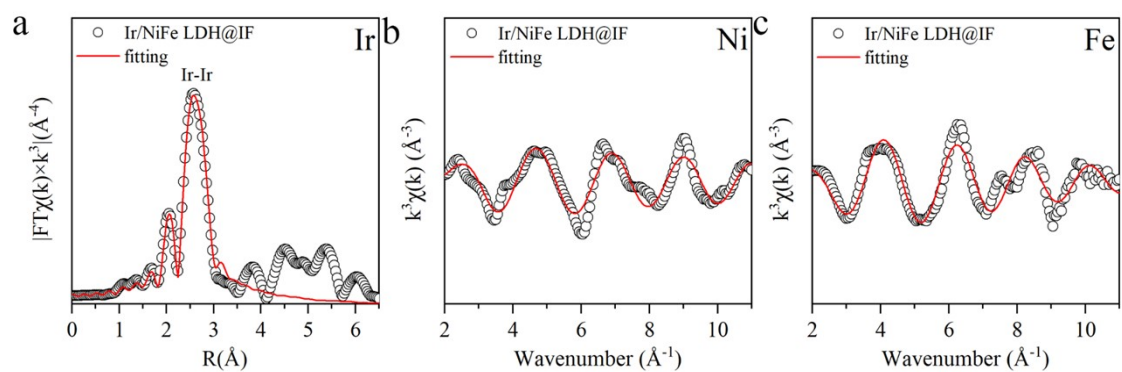 a
Ir/NiFe LDH@IF
fitting
Ir
Ir-Ir
|FTχ(k)×k³|(Å⁻⁴)
0 1 2 3 4 5 6
R(Å)
b
Ir/NiFe LDH@IF
fitting
Ni
k³χ(k) (Å⁻³)
2 4 6 8 10
Wavenumber (Å⁻¹)
c
Ir/NiFe LDH@IF
fitting
Fe
k³χ(k) (Å⁻³)
2 4 6 8 10
Wavenumber (Å⁻¹)